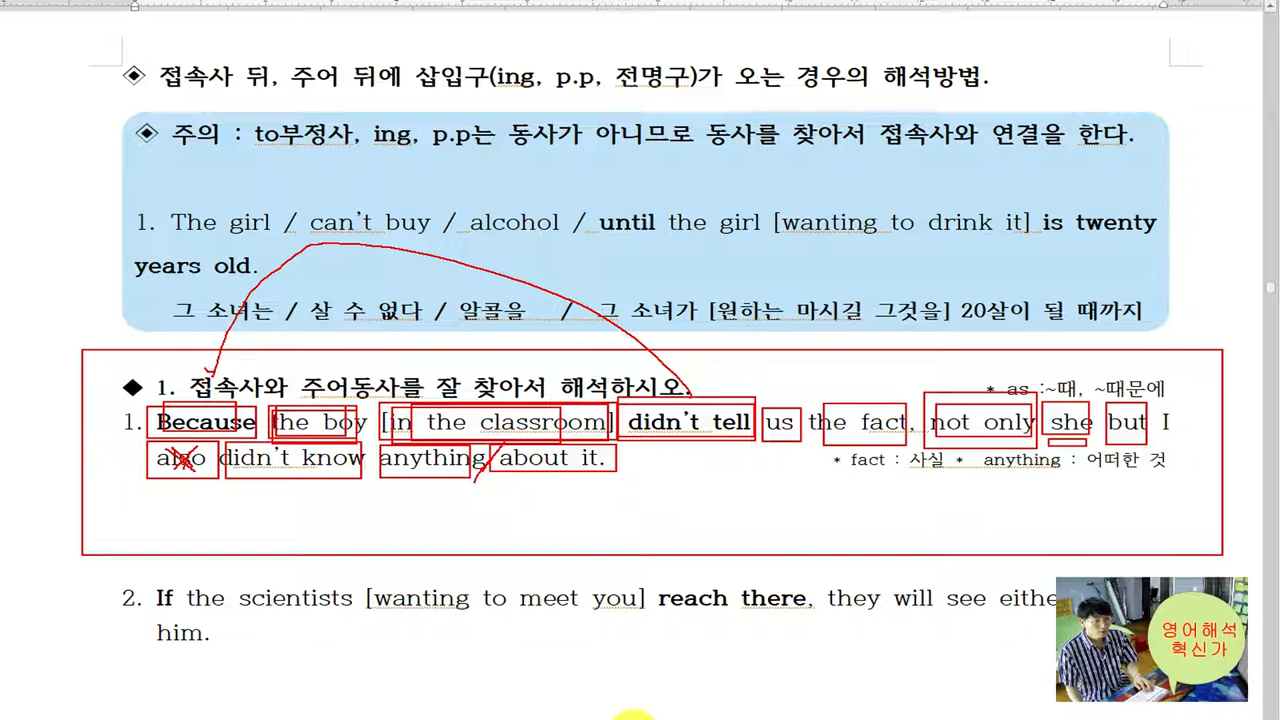 ◈ 접속사 뒤, 주어 뒤에 삽입구(ing, p.p, 전명구)가 오는 경우의 해석방법.
◈ 주의 : to부정사, ing, p.p는 동사가 아니므로 동사를 찾아서 접속사와 연결을 한다.
1. The girl / can't buy / alcohol / until the girl [wanting to drink it] is twenty
years old.
그 소녀는 / 살 수 없다 / 알콜을 / 그 소녀가 [원하는 마시길 그것을] 20살이 될 때까지
◆ 1. 접속사와 주어동사를 잘 찾아서 해석하시오. * as :~때, ~때문에
1. Because the boy [in the classroom] didn't tell us the fact, not only she but I
also didn't know anything about it. * fact : 사실 * anything : 어떠한 것
2. If the scientists [wanting to meet you] reach there, they will see
him.
영어해석
혁신가